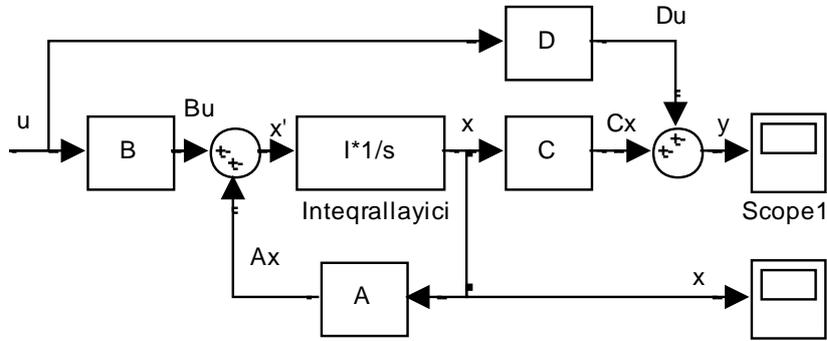 Du
D
u
Bu
B
x'
I*1/s
x
C
Cx
y
Inteqrallayici
Scope1
Ax
A
x